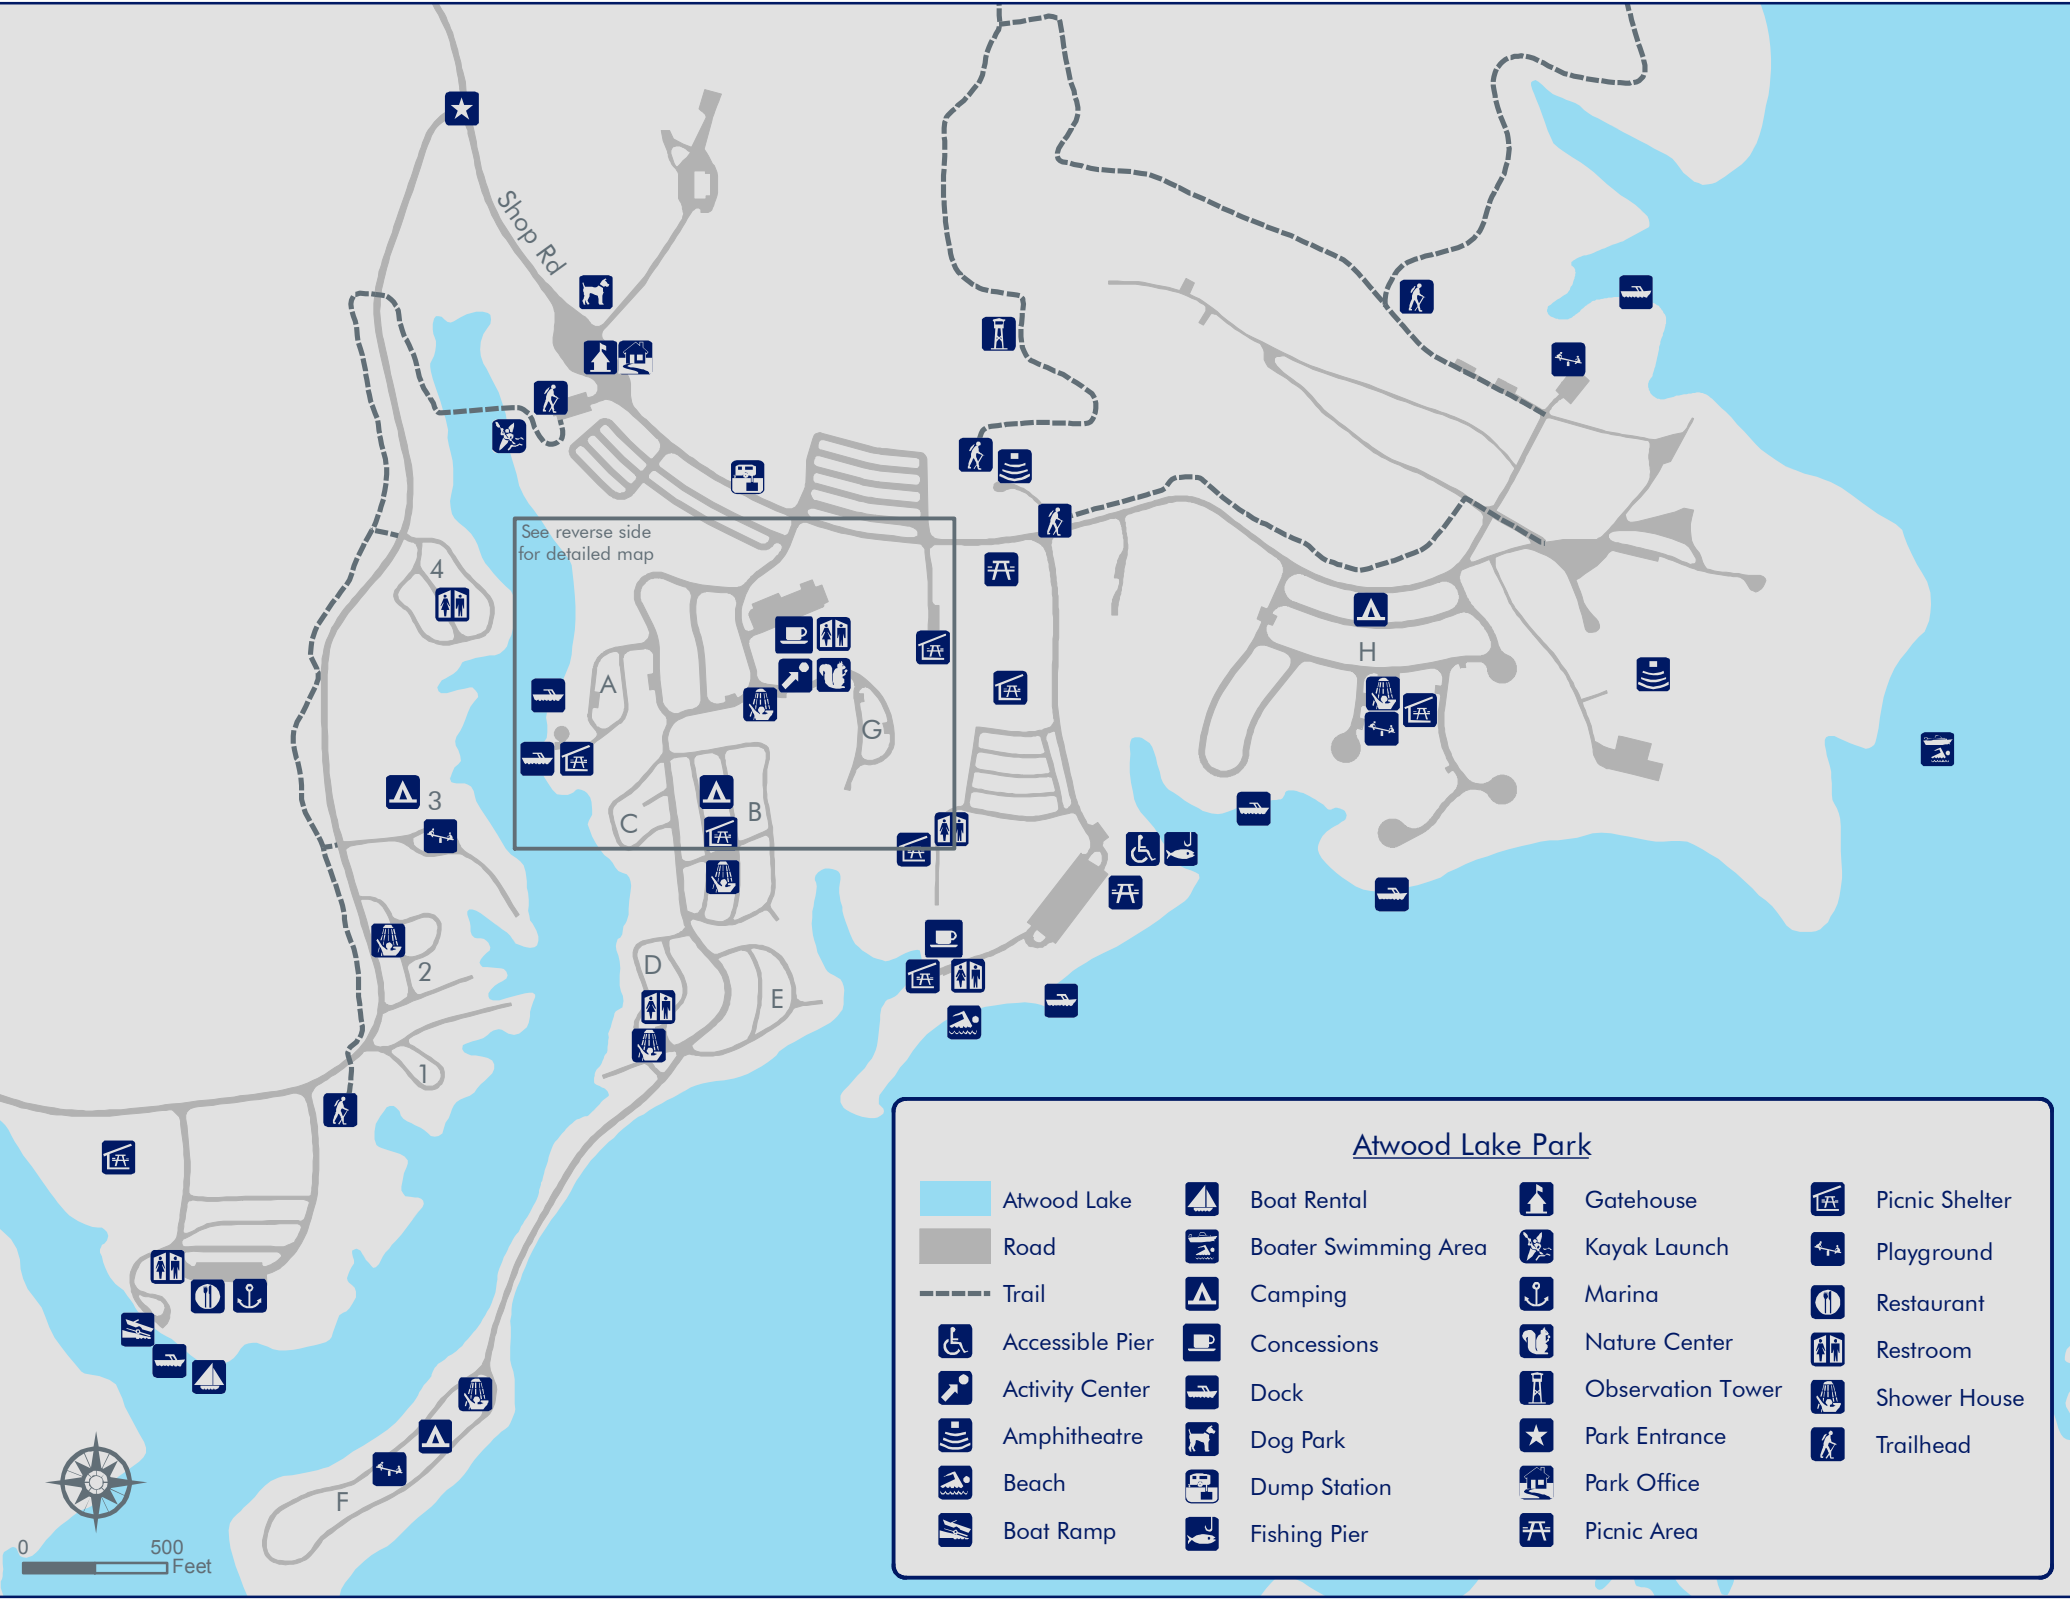 Shop Rd
See reverse side
for detailed map
4
A
H
G
3
B
C
2
D
E
1
F
0 500
Feet
Atwood Lake Park
Atwood Lake
Road
Trail
Accessible Pier
Activity Center
Amphitheatre
Beach
Boat Ramp
Boat Rental
Boater Swimming Area
Camping
Concessions
Dock
Dog Park
Dump Station
Fishing Pier
Gatehouse
Kayak Launch
Marina
Nature Center
Observation Tower
Park Entrance
Park Office
Picnic Area
Picnic Shelter
Playground
Restaurant
Restroom
Shower House
Trailhead